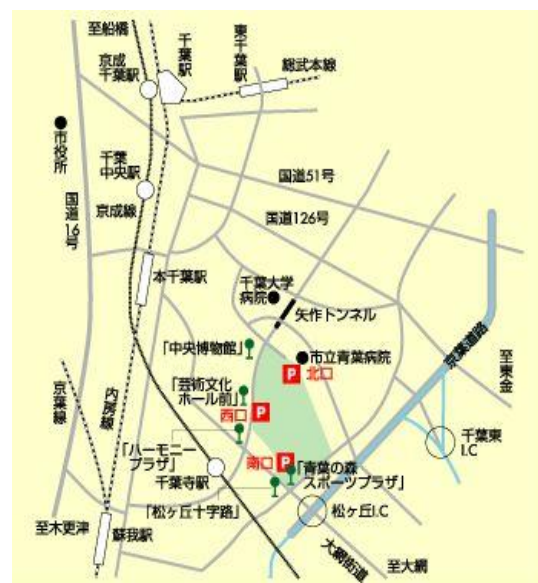 至船橋
京成
千葉駅
千葉駅
東千葉駅
総武本線
●市役所
千葉
中央駅
国道51号
国道16号
京成線
国道126号
本千葉駅
千葉大学
病院●
矢作トンネル
「中央博物館」
●市立青葉病院
P 北口
京葉道路
至東金
京葉線
内房線
「芸術文化
ホール前」
西口 P
千葉東
I.C
「ハーモニー
プラザ」
南口 P
「青葉の森
スポーツプラザ」
千葉寺駅
「松ヶ丘十字路」
松ヶ丘I.C
至木更津
蘇我駅
大網街道
至大網